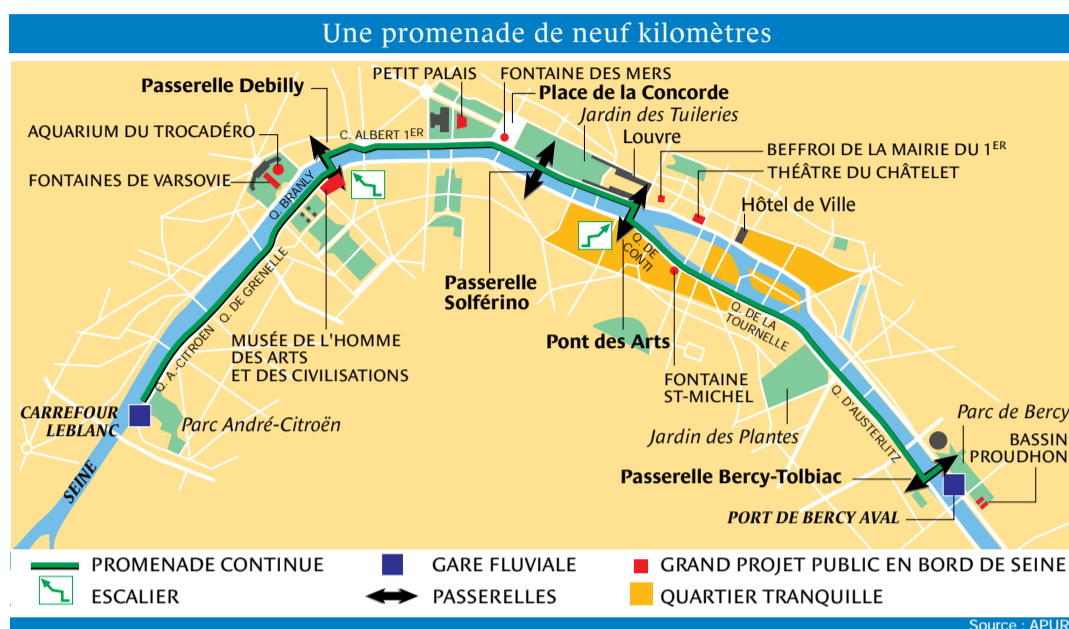 Une promenade de neuf kilomètres
PETIT PALAIS
FONTAINE DES MERS
Passerelle Debilly
Place de la Concorde
Jardin des Tuileries
AQUARIUM DU TROCADÉRO
C. ALBERT 1ER
Louvre
BEFFROI DE LA MAIRIE DU 1ER
FONTAINES DE VARSOVIE
THÉÂTRE DU CHÂTELET
Q. BRANLY
Hôtel de Ville
Q. DE GRENELLE
Q. DE
CONTI
Passerelle
Solférino
Q. DE LA
TOURNELLE
MUSÉE DE L'HOMME
DES ARTS
ET DES CIVILISATIONS
Pont des Arts
Q. A.-CITROËN
FONTAINE
ST-MICHEL
CARREFOUR
LEBLANC
Parc André-Citroën
Jardin des Plantes
Q. D'AUSTERLITZ
Parc de Bercy
BASSIN
PROUDHON
SEINE
Passerelle Bercy-Tolbiac
PORT DE BERCY AVAL
PROMENADE CONTINUE
GARE FLUVIALE
GRAND PROJET PUBLIC EN BORD DE SEINE
ESCALIER
PASSERELLES
QUARTIER TRANQUILLE
Source : APUR